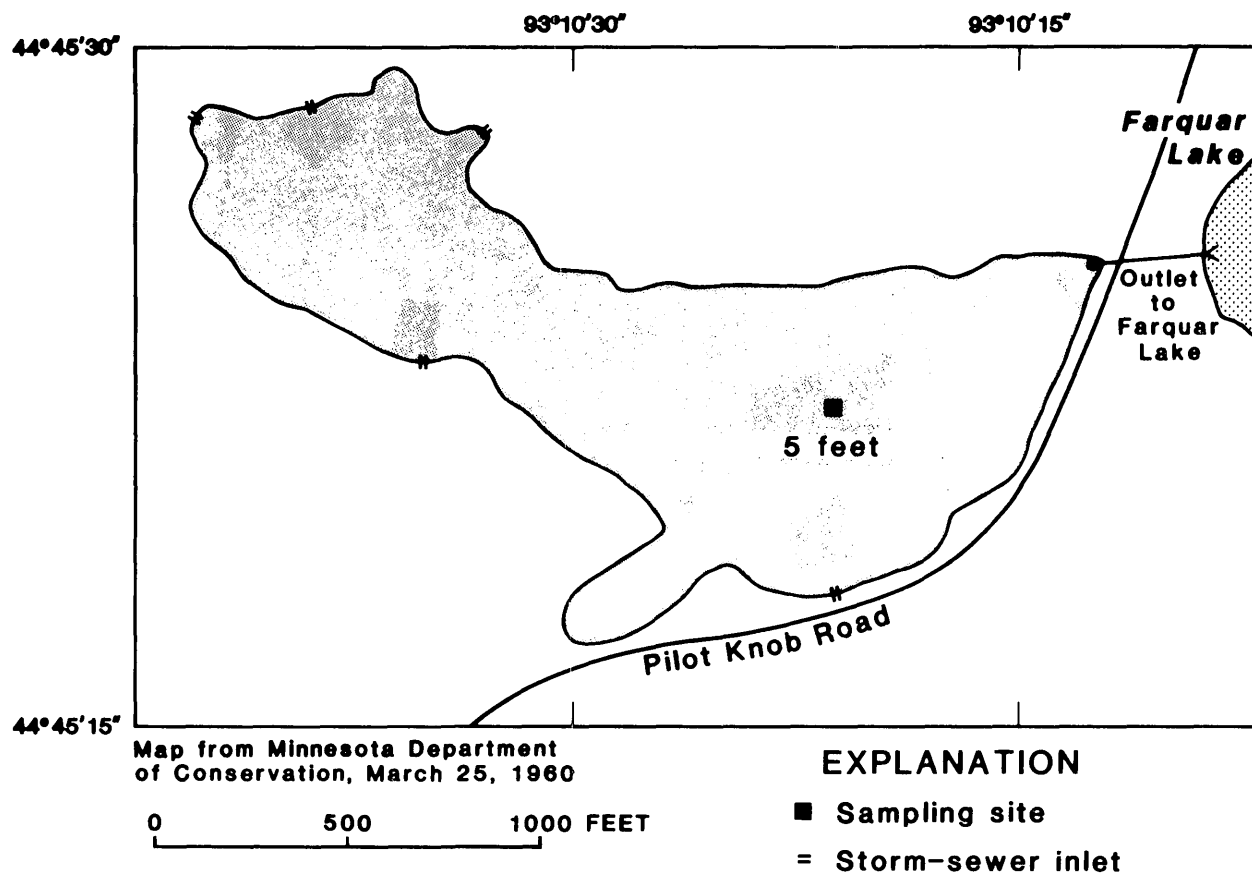 93°10'30"
93°10'15"
44°45'30"
Farquar
Lake
Outlet
to
Farquar
Lake
5 feet
Pilot Knob Road
44°45'15"
Map from Minnesota Department
of Conservation, March 25, 1960
EXPLANATION
0 500 1000 FEET
■ Sampling site
= Storm-sewer inlet